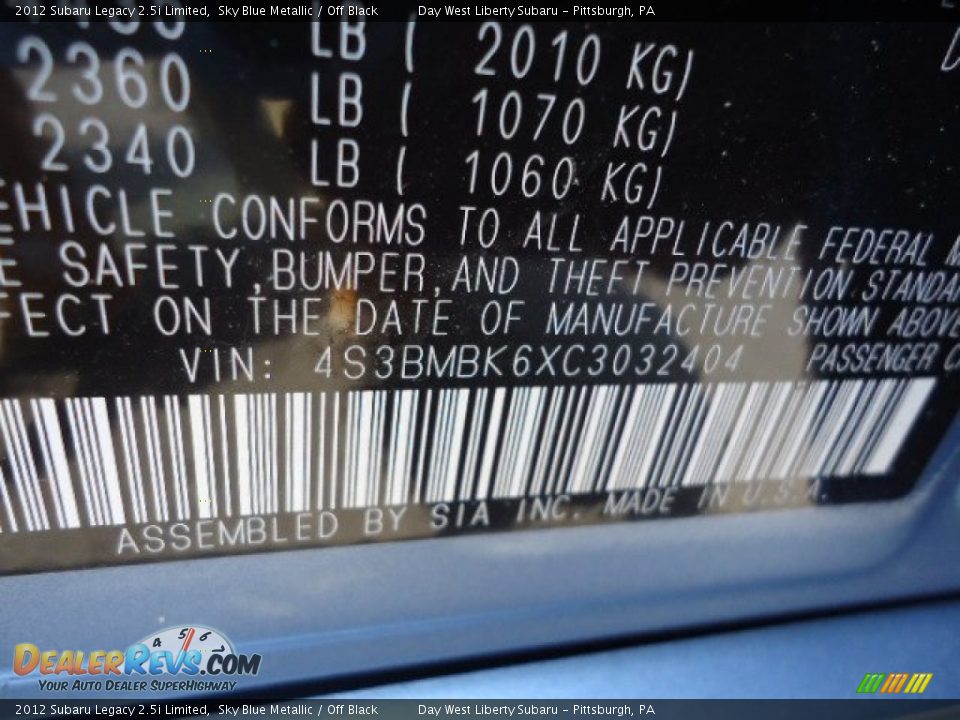 2012 Subaru Legacy 2.5i Limited, Sky Blue Metallic / Off Black Day West Liberty Subaru - Pittsburgh, PA
LB ( 2010 KG)
2360 LB ( 1070 KG)
2340 LB ( 1060 KG)
EHICLE CONFORMS TO ALL APPLICABLE FEDERAL M
E SAFETY,BUMPER,AND THEFT PREVENTION STANDA
FECT ON THE DATE OF MANUFACTURE SHOWN ABOVE
VIN: 4S3BMBK6XC3032404 PASSENGER C
ASSEMBLED BY SIA INC. MADE IN U.S.A.
4 5 6
DEALERREVS.COM
YOUR AUTO DEALER SUPERHIGHWAY
2012 Subaru Legacy 2.5i Limited, Sky Blue Metallic / Off Black Day West Liberty Subaru - Pittsburgh, PA